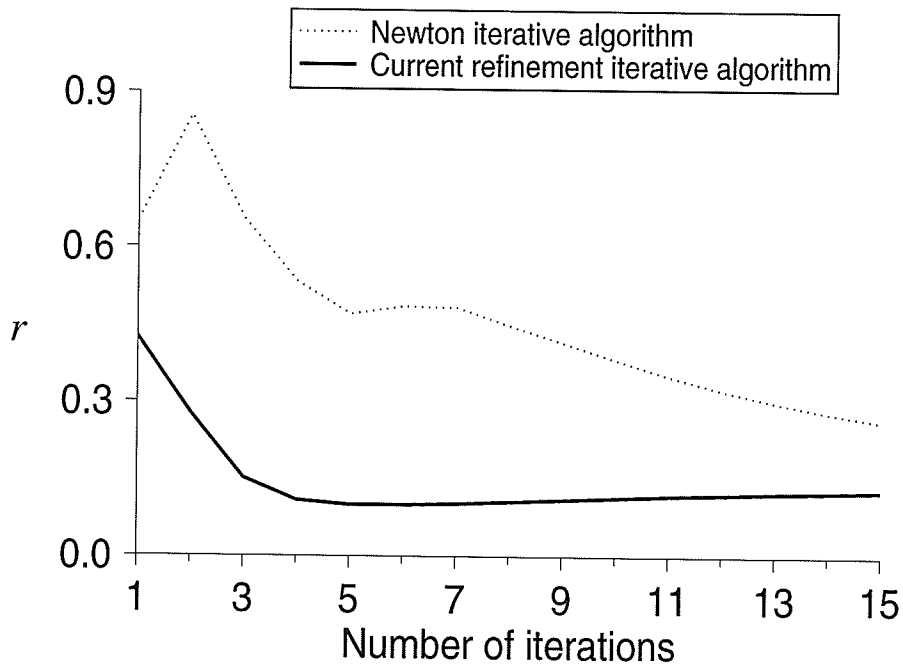 Newton iterative algorithm
Current refinement iterative algorithm
0.9
0.6
r
0.3
0.0
1 3 5 7 9 11 13 15
Number of iterations